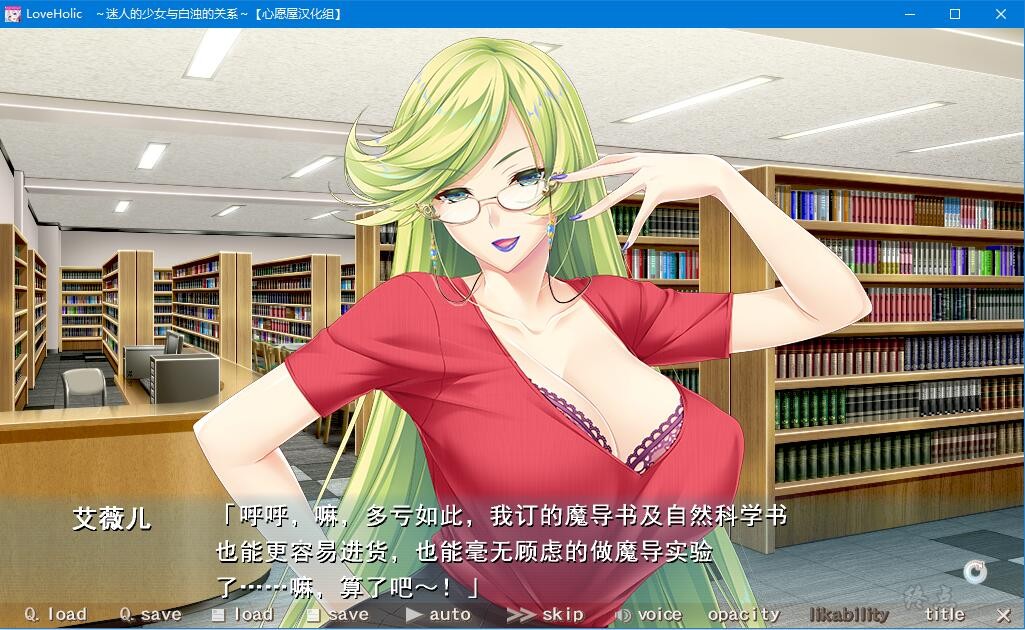 LoveHolic ~迷人的少女与白浊的关系~【心愿屋汉化组】
艾薇儿
「呼呼，嘛，多亏如此，我订的魔导书及自然科学书
也能更容易进货，也能毫无顾虑的做魔导实验
了……嘛，算了吧～！」
终点
Q. load Q. save load save auto skip voice opacity likability title